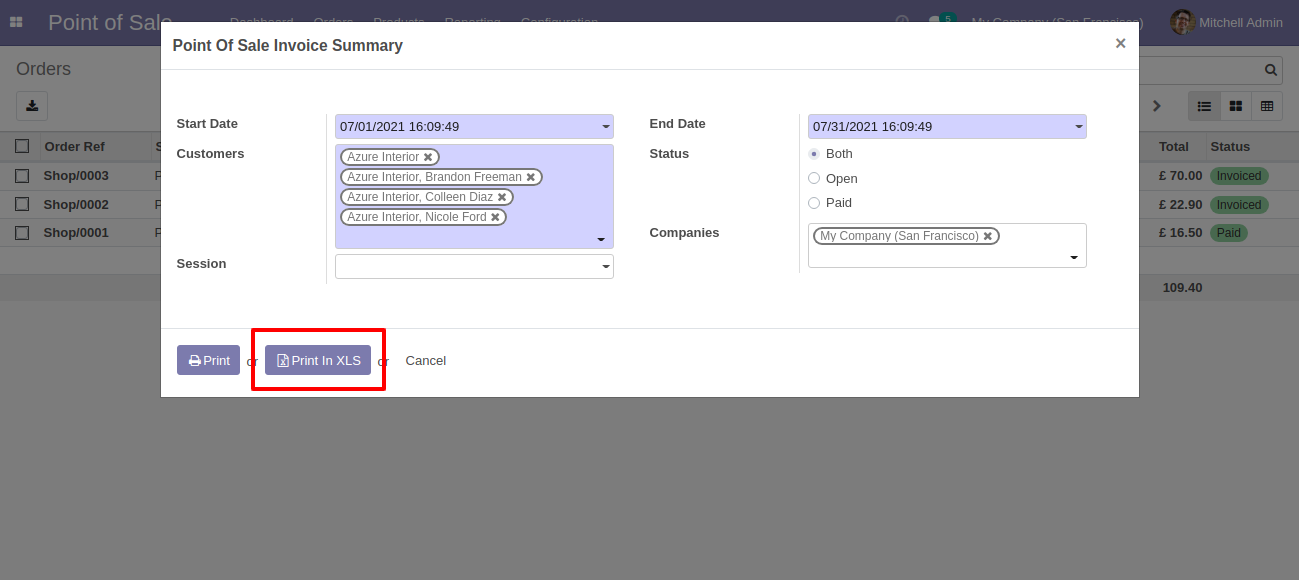 Point of Sale Dashboard Orders Products Reporting Configuration 5 My Company (San Francisco) Mitchell Admin
Point Of Sale Invoice Summary ×
Orders
Start Date 07/01/2021 16:09:49 End Date 07/31/2021 16:09:49
Customers Azure Interior Status Both
Azure Interior, Brandon Freeman
Azure Interior, Colleen Diaz Open
Azure Interior, Nicole Ford Paid
Companies My Company (San Francisco)
Session
Order Ref S Total Status
Shop/0003 P £ 70.00 Invoiced
Shop/0002 P £ 22.90 Invoiced
Shop/0001 P £ 16.50 Paid
109.40
Print or Print In XLS or Cancel